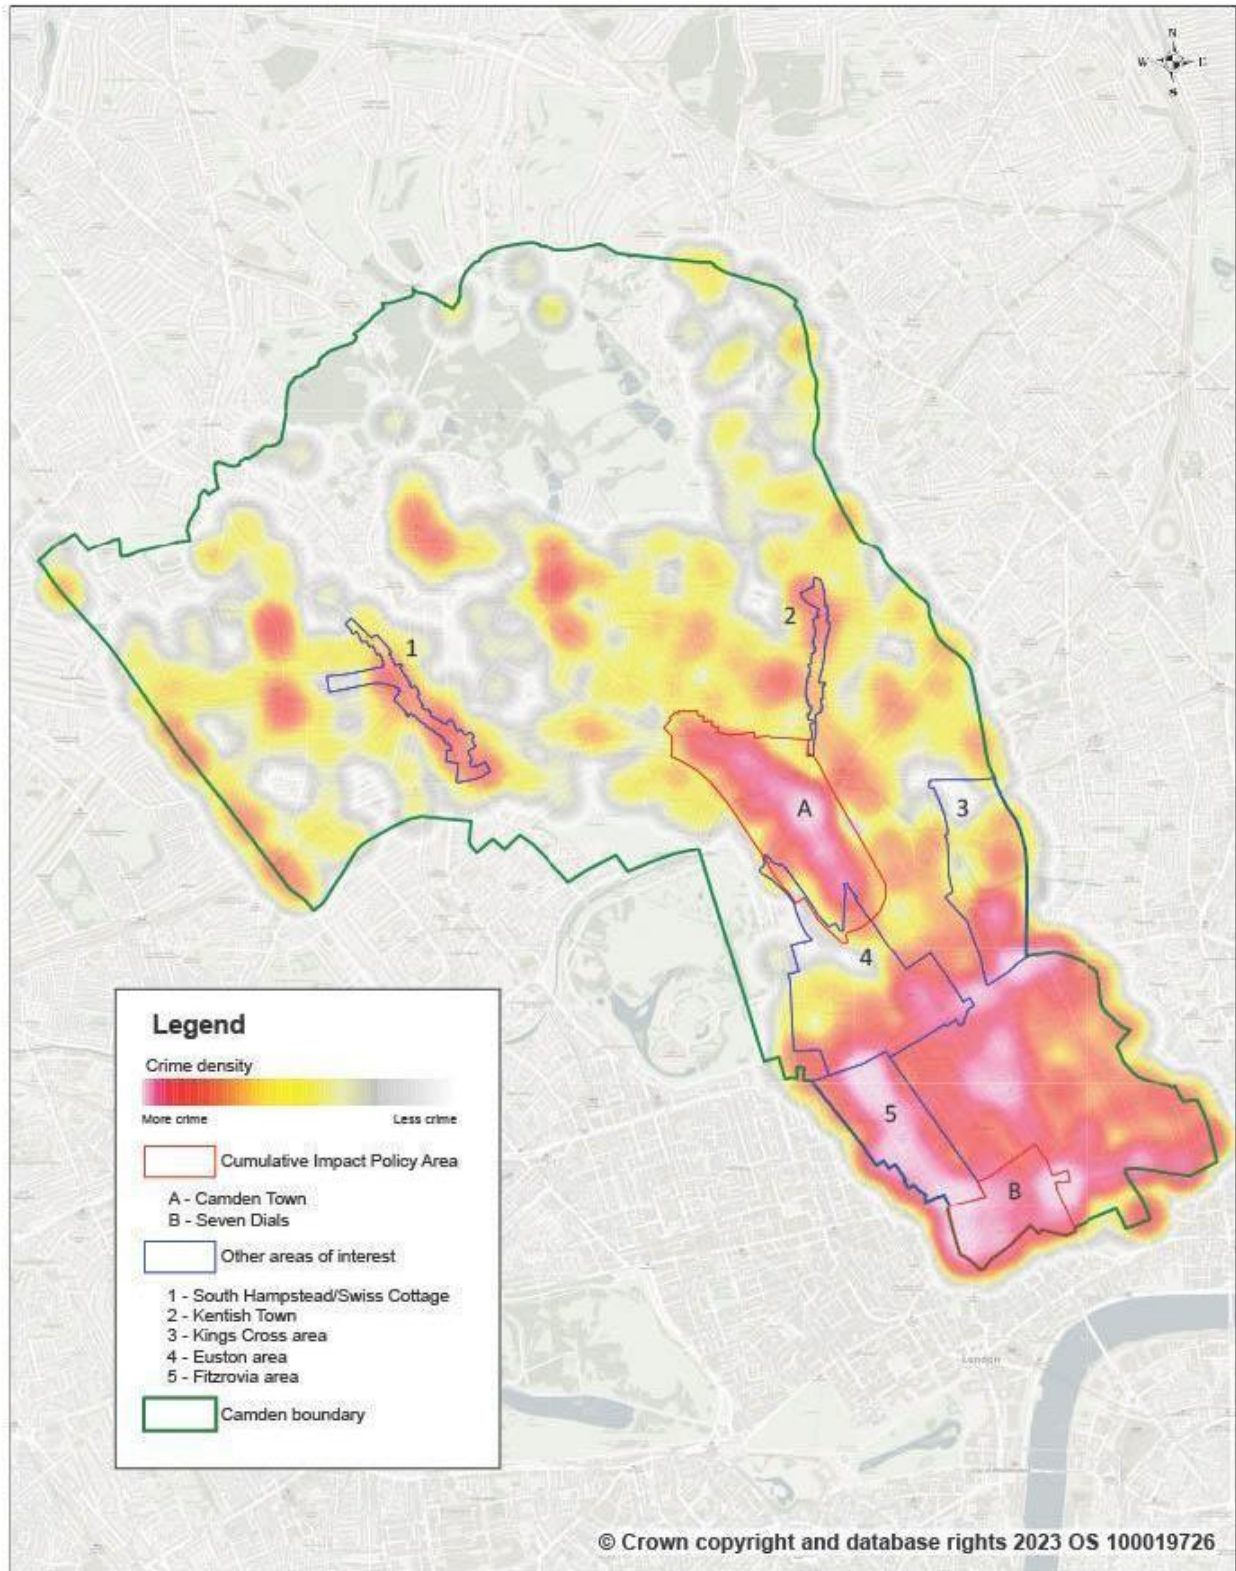 N
W E
S
1
2
3
A
4
5
B
Legend
Crime density
More crime Less crime
Cumulative Impact Policy Area
A - Camden Town
B - Seven Dials
Other areas of interest
1 - South Hampstead/Swiss Cottage
2 - Kentish Town
3 - Kings Cross area
4 - Euston area
5 - Fitzrovia area
Camden boundary
London
© Crown copyright and database rights 2023 OS 100019726